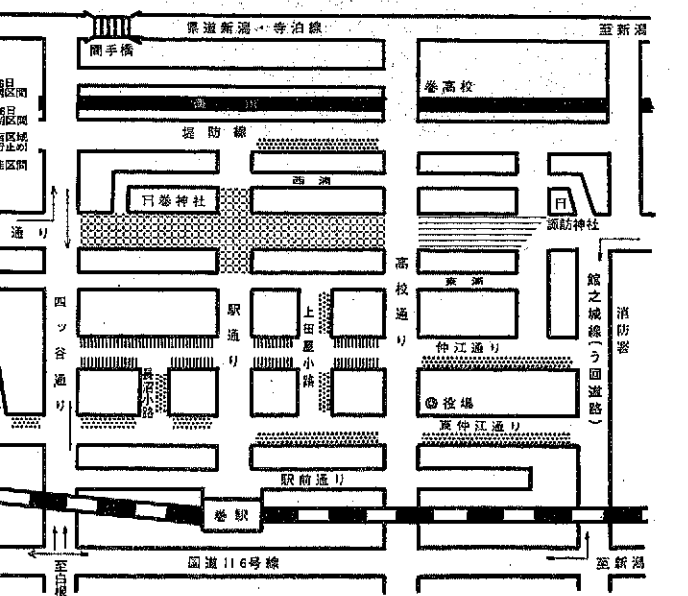 県道新潟・寺泊線
至新潟
間手橋
巻高校
堤防線
西浦
巻神社
諏訪神社
通り
東浦
高校通り
四ッ谷通り
駅通り
上田屋小路
館之城線(う回道路)
消防署
仲江通り
長沼小路
◎役場
東仲江通り
駅前通り
巻駅
国道116号線
至白根
至新潟